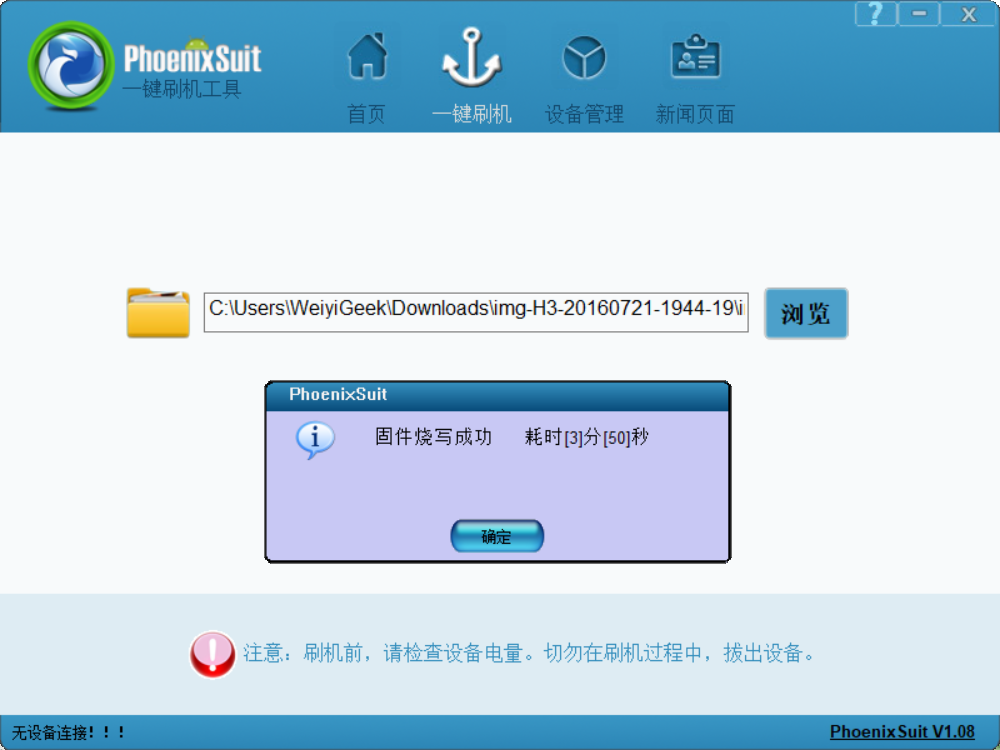 ? — X
PhoenixSuit
一键刷机工具
首页 一键刷机 设备管理 新闻页面
C:\Users\WeiyiGeek\Downloads\img-H3-20160721-1944-19\i
浏览
PhoenixSuit
固件烧写成功 耗时[3]分[50]秒
确定
注意：刷机前，请检查设备电量。切勿在刷机过程中，拔出设备。
无设备连接！！！ PhoenixSuit V1.08